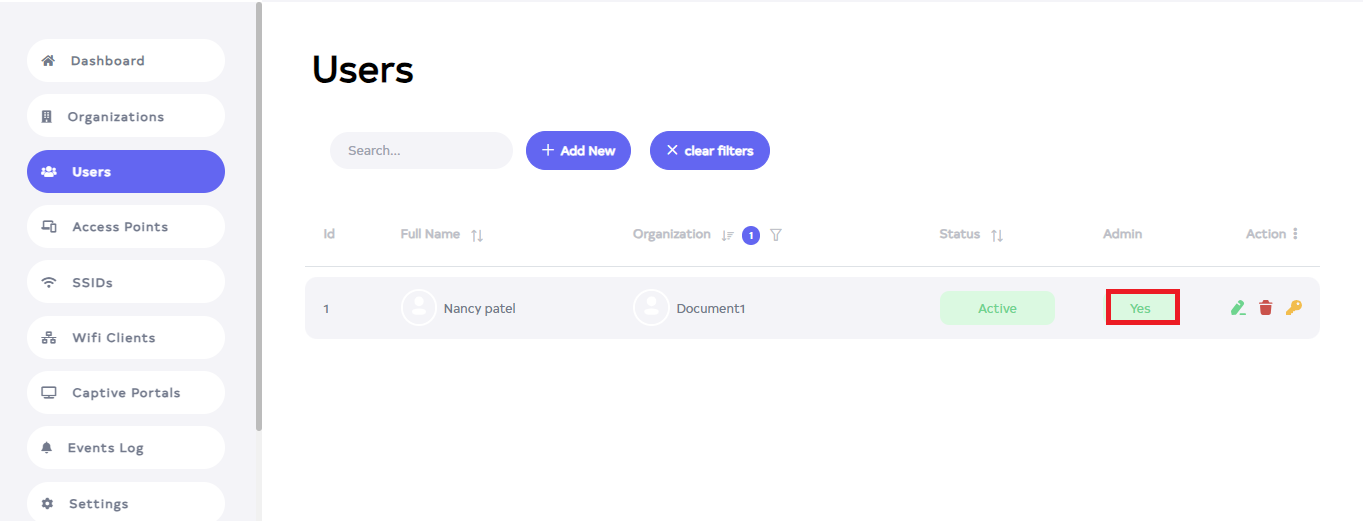 Dashboard
Organizations
Users
Access Points
SSIDs
Wifi Clients
Captive Portals
Events Log
Settings
Users
Search... Add New clear filters
Id Full Name Organization 1 Status Admin Action
1 Nancy patel Document1 Active Yes